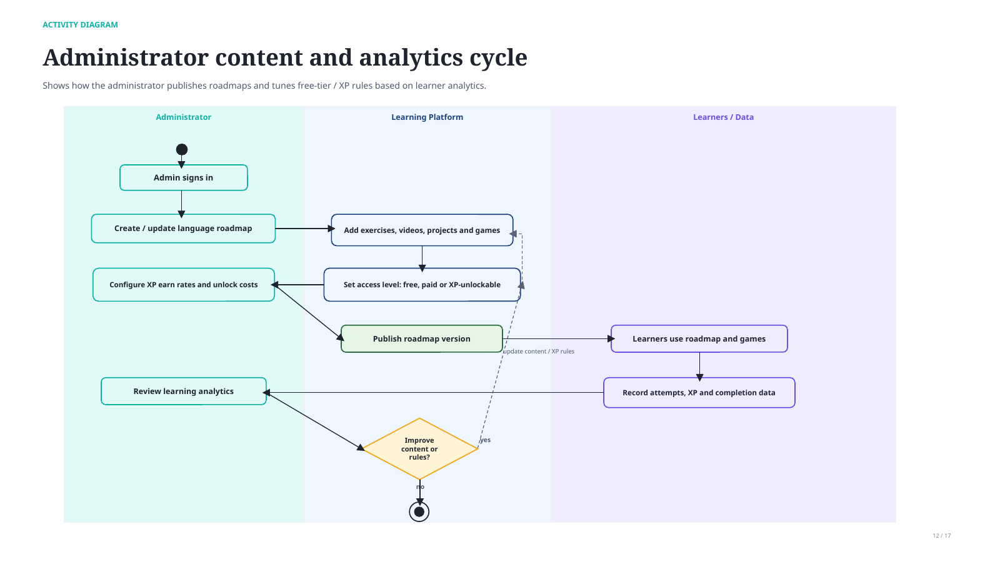 ACTIVITY DIAGRAM
Administrator content and analytics cycle
Shows how the administrator publishes roadmaps and tunes free-tier / XP rules based on learner analytics.
Administrator
Learning Platform
Learners / Data
Admin signs in
Create / update language roadmap
Add exercises, videos, projects and games
Configure XP earn rates and unlock costs
Set access level: free, paid or XP-unlockable
Publish roadmap version
Learners use roadmap and games
update content / XP rules
Review learning analytics
Record attempts, XP and completion data
Improve
content or
rules?
yes
no
12 / 17